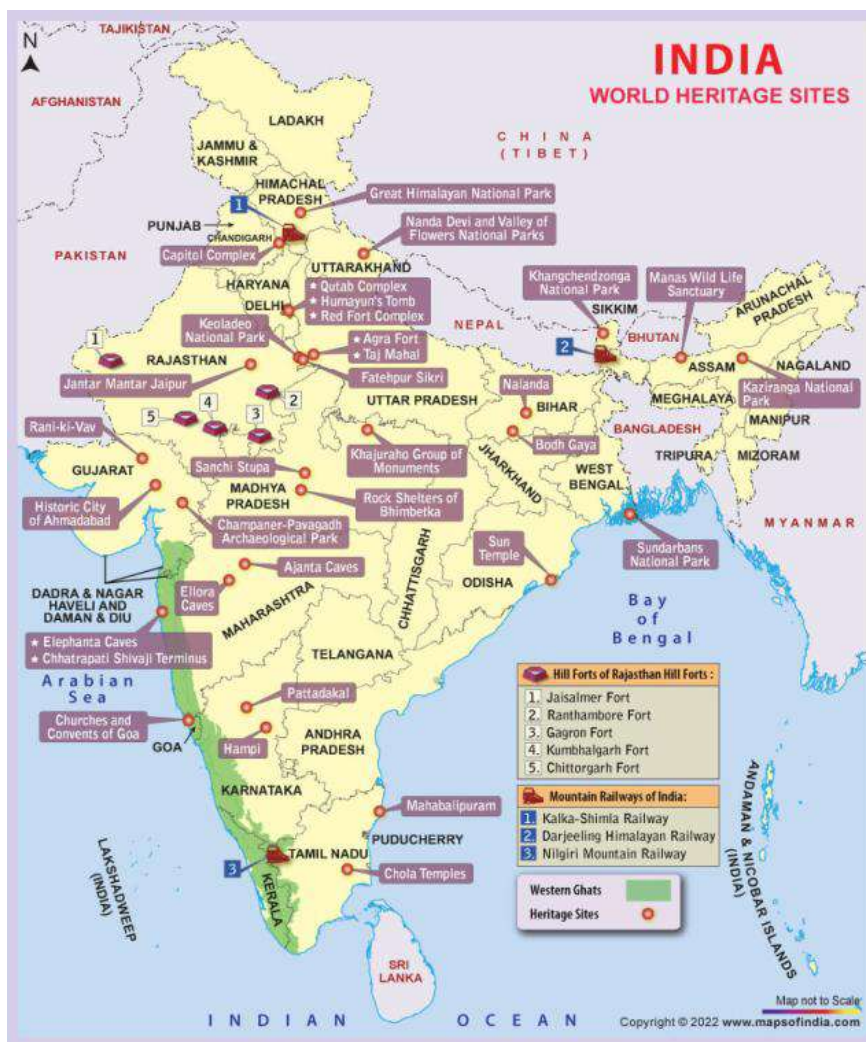 TAJIKISTAN
N
INDIA
WORLD HERITAGE SITES
AFGHANISTAN
LADAKH
C H I N A
(TIBET)
JAMMU &
KASHMIR
HIMACHAL
PRADESH
Great Himalayan National Park
1
PUNJAB
CHANDIGARH
Nanda Devi and Valley of
Flowers National Parks
PAKISTAN
Capitol Complex
UTTARAKHAND
HARYANA
Qutab Complex
Humayun's Tomb
Red Fort Complex
DELHI
Khangchendzonga
National Park
Manas Wild Life
Sanctuary
ARUNACHAL
PRADESH
SIKKIM
NEPAL
BHUTAN
Keoladeo
National Park
Agra Fort
Taj Mahal
1
2
RAJASTHAN
ASSAM
NAGALAND
Fatehpur Sikri
Jantar Mantar Jaipur
UTTAR PRADESH
Nalanda
MEGHALAYA
Kaziranga National
Park
2
5
4
3
BIHAR
MANIPUR
BANGLADESH
Rani-ki-Vav
Khajuraho Group of
Monuments
Bodh Gaya
JHARKHAND
TRIPURA
MIZORAM
GUJARAT
Sanchi Stupa
WEST
BENGAL
MADHYA
PRADESH
Rock Shelters of
Bhimbetka
Historic City
of Ahmadabad
Champaner-Pavagadh
Archaeological Park
MYANMAR
CHHATTISGARH
Sun
Temple
Sundarbans
National Park
Ajanta Caves
DADRA & NAGAR
HAVELI AND
DAMAN & DIU
Ellora
Caves
ODISHA
MAHARASHTRA
Bay
of
Bengal
Elephanta Caves
Chhatrapati Shivaji Terminus
TELANGANA
Arabian
Sea
Hill Forts of Rajasthan Hill Forts :
1. Jaisalmer Fort
2. Ranthambore Fort
3. Gagron Fort
4. Kumbhalgarh Fort
5. Chittorgarh Fort
Pattadakal
Churches and
Convents of Goa
GOA
Hampi
ANDHRA
PRADESH
KARNATAKA
Mountain Railways of India:
1. Kalka-Shimla Railway
2. Darjeeling Himalayan Railway
3. Nilgiri Mountain Railway
Mahabalipuram
PUDUCHERRY
ANDAMAN & NICOBAR ISLANDS
(INDIA)
LAKSHADWEEP
(INDIA)
3
TAMIL NADU
Chola Temples
KERALA
Western Ghats
Heritage Sites
SRI
LANKA
Map not to Scale
I N D I A N O C E A N
Copyright © 2022 www.mapsofindia.com